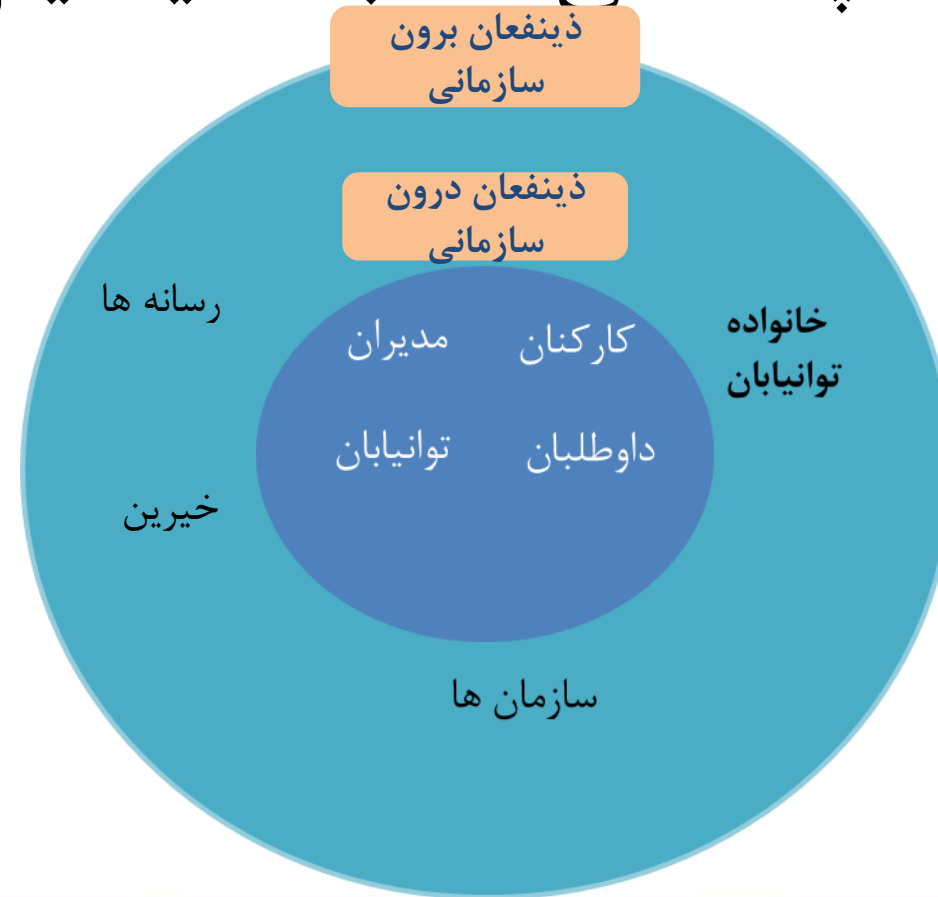 ذینفعان برون
سازمانی
ذینفعان درون
سازمانی
رسانه ها
خانواده
توانیابان
کارکنان
مدیران
داوطلبان
توانیابان
خیرین
سازمان ها